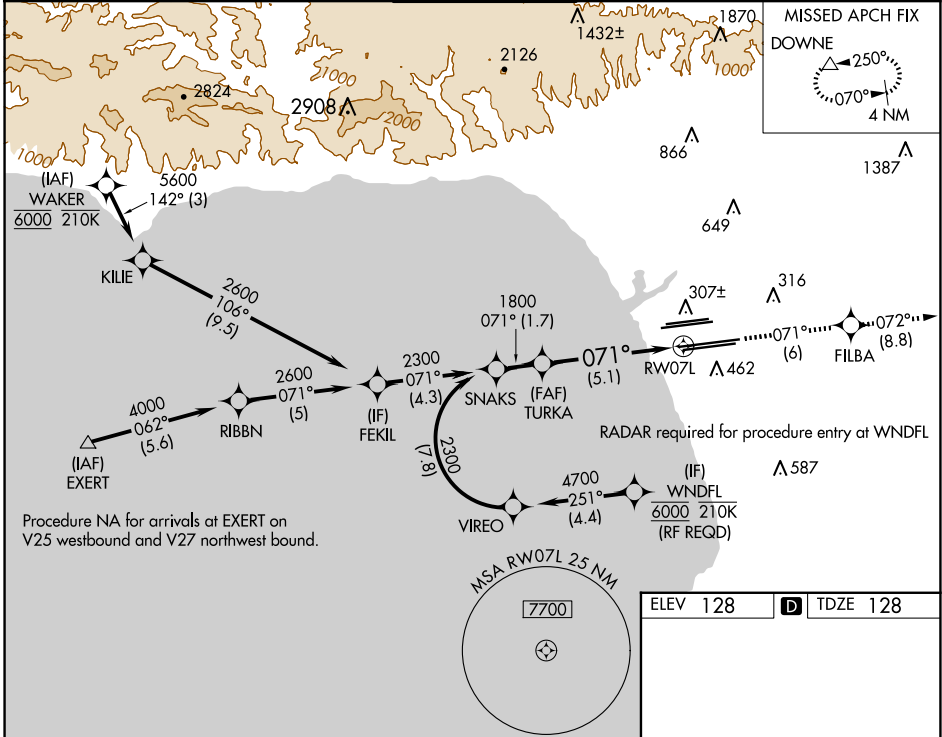 MISSED APCH FIX
DOWNE
250°
070°
4 NM
1432±
1870
1000
2126
1000
2824
2908
2000
1000
866
1387
649
(IAF)
WAKER
6000 210K
5600
142° (3)
KILIE
2600
106°
(9.5)
307±
316
1800
071° (1.7)
071°
(5.1)
RW07L
462
071°
(6)
FILBA
072°
(8.8)
2300
071°
(4.3)
SNAKS
(FAF)
TURKA
2600
071°
(5)
(IF)
FEKIL
4000
062°
(5.6)
RIBBN
(IAF)
EXERT
RADAR required for procedure entry at WNDFL
2300
(7.8)
4700
251°
(4.4)
VIREO
(IF)
WNDFL
6000 210K
(RF REQD)
587
Procedure NA for arrivals at EXERT on
V25 westbound and V27 northwest bound.
MSA RW07L 25 NM
7700
ELEV 128
D
TDZE 128